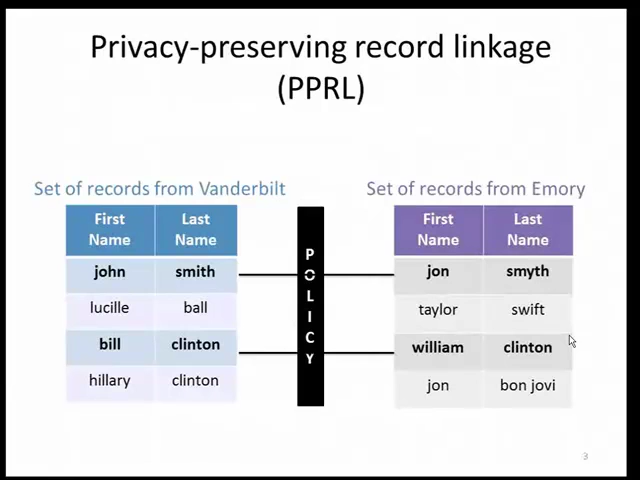 Privacy-preserving record linkage
(PPRL)
Set of records from Vanderbilt
First Name Last Name
john smith
lucille ball
bill clinton
hillary clinton
POLICY
Set of records from Emory
First Name Last Name
jon smyth
taylor swift
william clinton
jon bon jovi
3